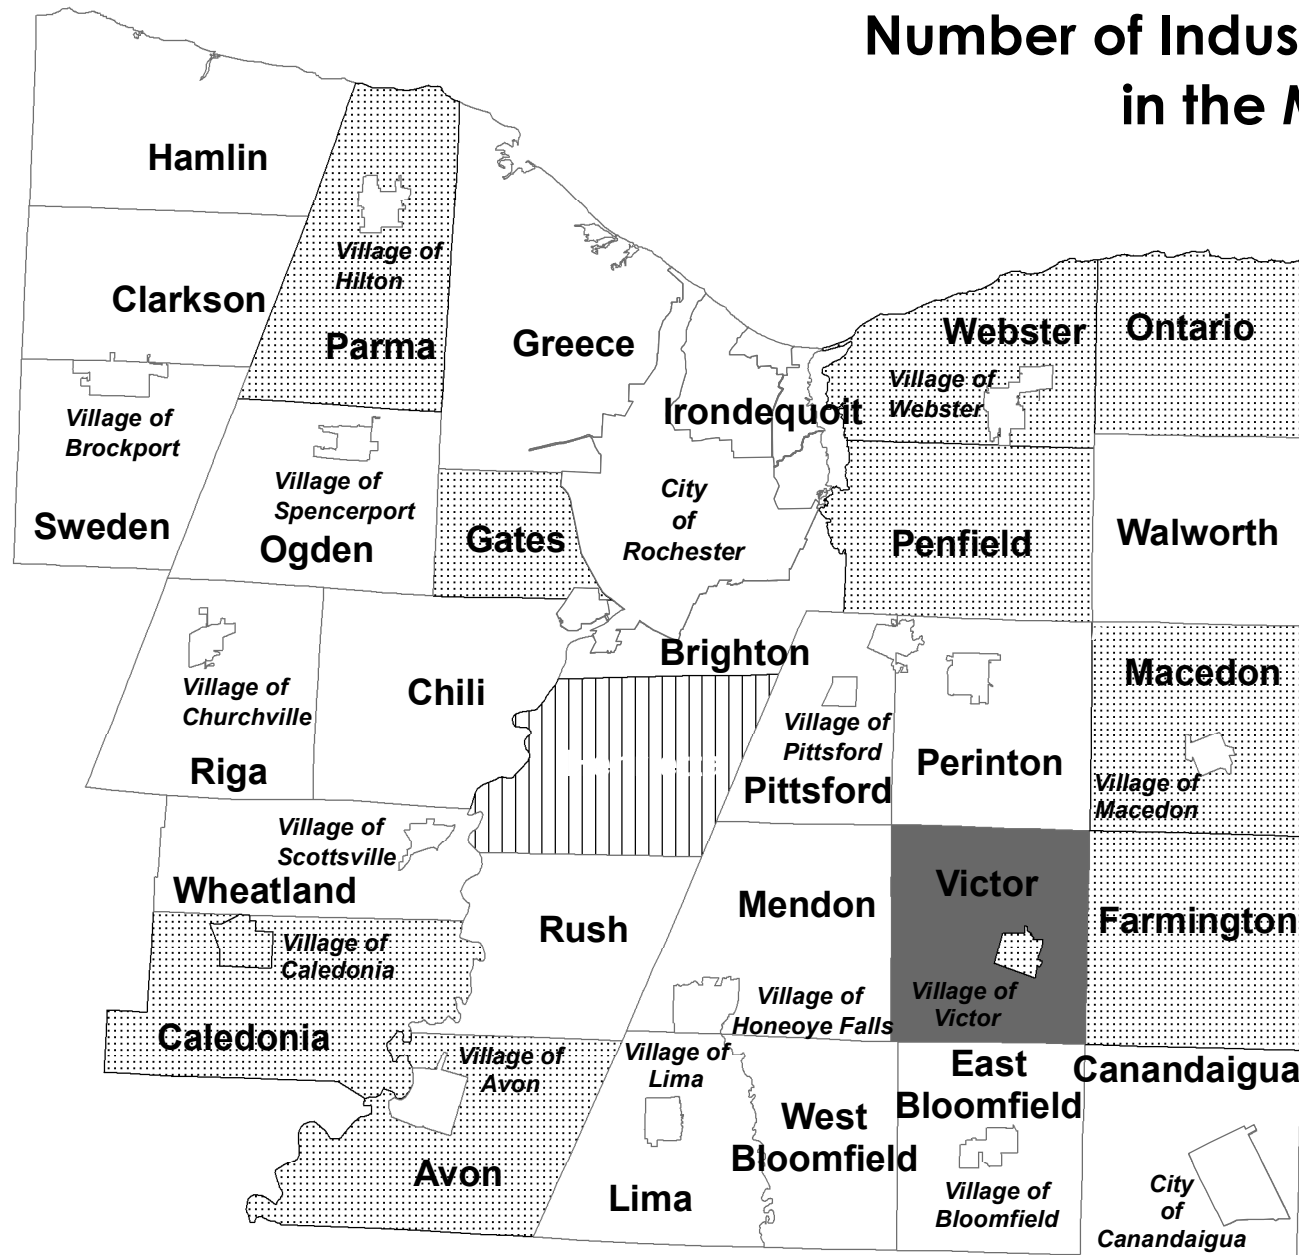 Number of Indus
in the M
Hamlin
Village of
Hilton
Clarkson
Parma
Greece
Webster
Ontario
Village of
Webster
Village of
Brockport
Irondequoit
Village of
Spencerport
City
of
Rochester
Sweden
Ogden
Gates
Penfield
Walworth
Brighton
Village of
Churchville
Chili
Village of
Pittsford
Macedon
Riga
Pittsford
Perinton
Village of
Macedon
Village of
Scottsville
Wheatland
Mendon
Victor
Farmington
Village of
Caledonia
Rush
Village of
Honeoye Falls
Village of
Victor
Caledonia
Village of
Avon
Village of
Lima
East
Bloomfield
Canandaigua
West
Bloomfield
Avon
Lima
Village of
Bloomfield
City
of
Canandaigua